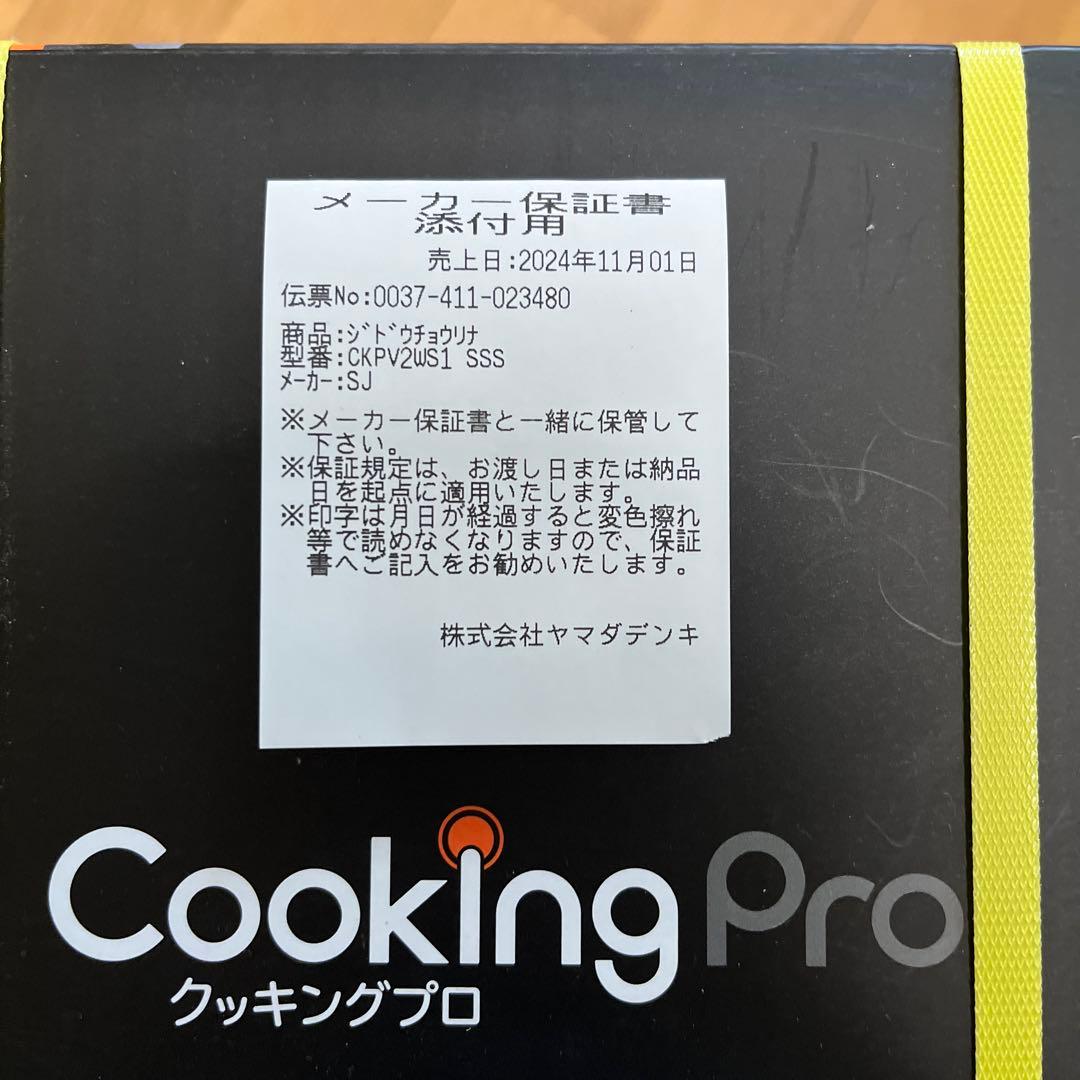 メーカー保証書
添付用
売上日:2024年11月01日
伝票No:0037-411-023480
商品:ｼﾞﾄﾞｳﾁｮｳﾘﾅ
型番:CKPV2WS1 SSS
ﾒｰｶｰ:SJ
※メーカー保証書と一緒に保管して
下さい。
※保証規定は、お渡し日または納品
日を起点に適用いたします。
※印字は月日が経過すると変色擦れ
等で読めなくなりますので、保証
書へご記入をお勧めいたします。
株式会社ヤマダデンキ
Cooking Pro
クッキングプロ